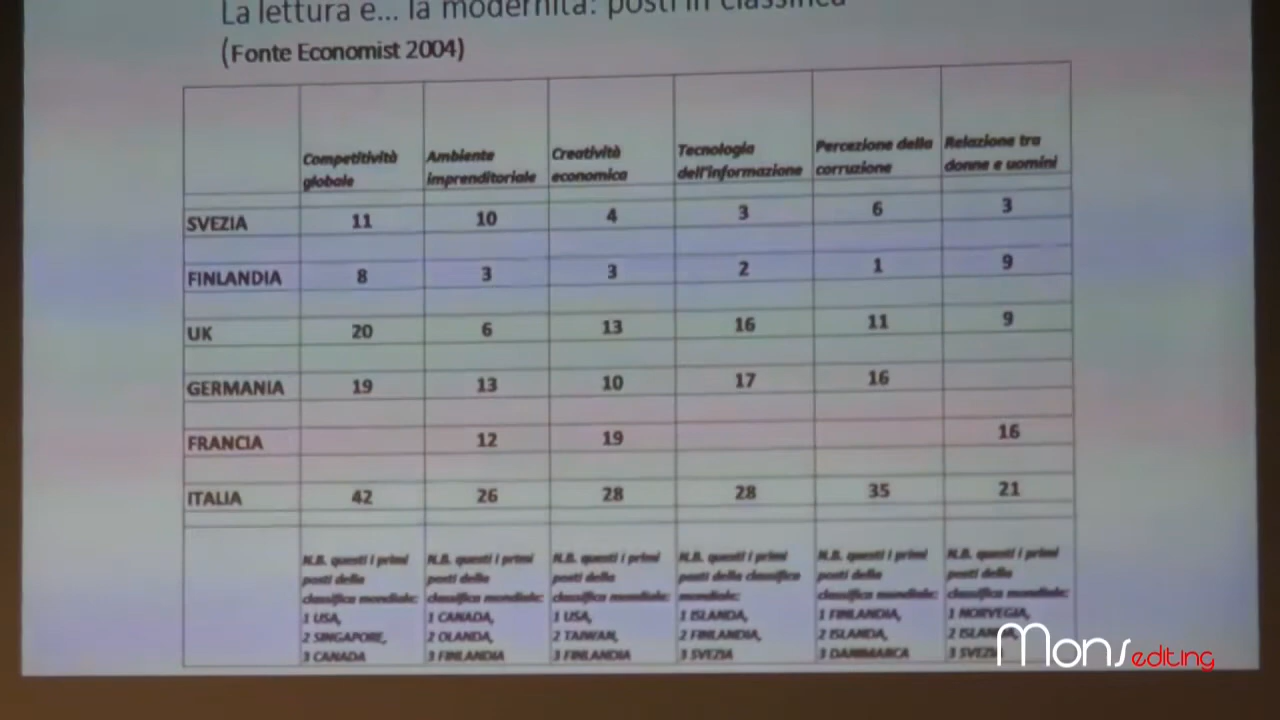 La lettura e... la modernità: posti in classifica
(Fonte Economist 2004)
Competitività globale Ambiente imprenditoriale Creatività economica Tecnologia dell'informazione Percezione della corruzione Relazione tra donne e uomini
SVEZIA 11 10 4 3 6 3
FINLANDIA 8 3 3 2 1 9
UK 20 6 13 16 11 9
GERMANIA 19 13 10 17 16
FRANCIA 12 19 16
ITALIA 42 26 28 28 35 21
N.B. questi i primi posti della classifica mondiale: 1 USA, 2 SINGAPORE, 3 CANADA
N.B. questi i primi posti della classifica mondiale: 1 CANADA, 2 OLANDA, 3 FINLANDIA
N.B. questi i primi posti della classifica mondiale: 1 USA, 2 TAIWAN, 3 FINLANDIA
N.B. questi i primi posti della classifica mondiale: 1 ISLANDA, 2 FINLANDIA, 3 SVEZIA
N.B. questi i primi posti della classifica mondiale: 1 FINLANDIA, 2 ISLANDA, 3 DANIMARCA
N.B. questi i primi posti della classifica mondiale: 1 NORVEGIA, 2 ISLANDA, 3 SVEZIA
Mons editing